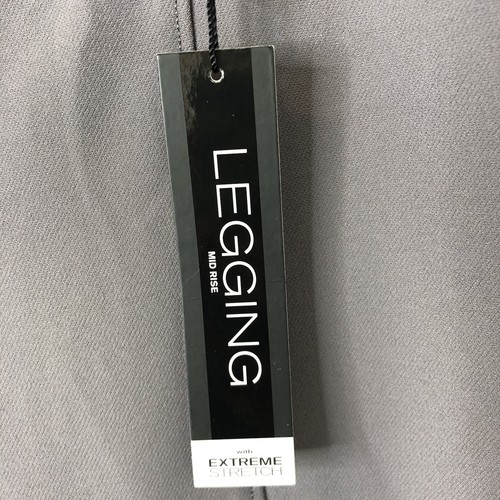 LEGGING
MID RISE
with
EXTREME
STRETCH